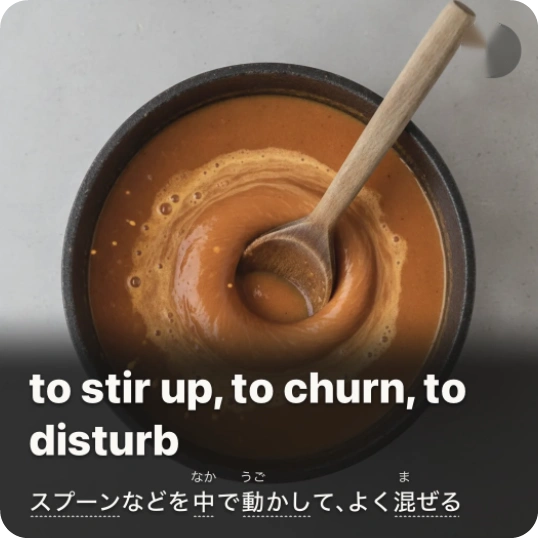 to stir up, to churn, to
disturb
なか うご ま
スプーンなどを中で動かして、よく混ぜる